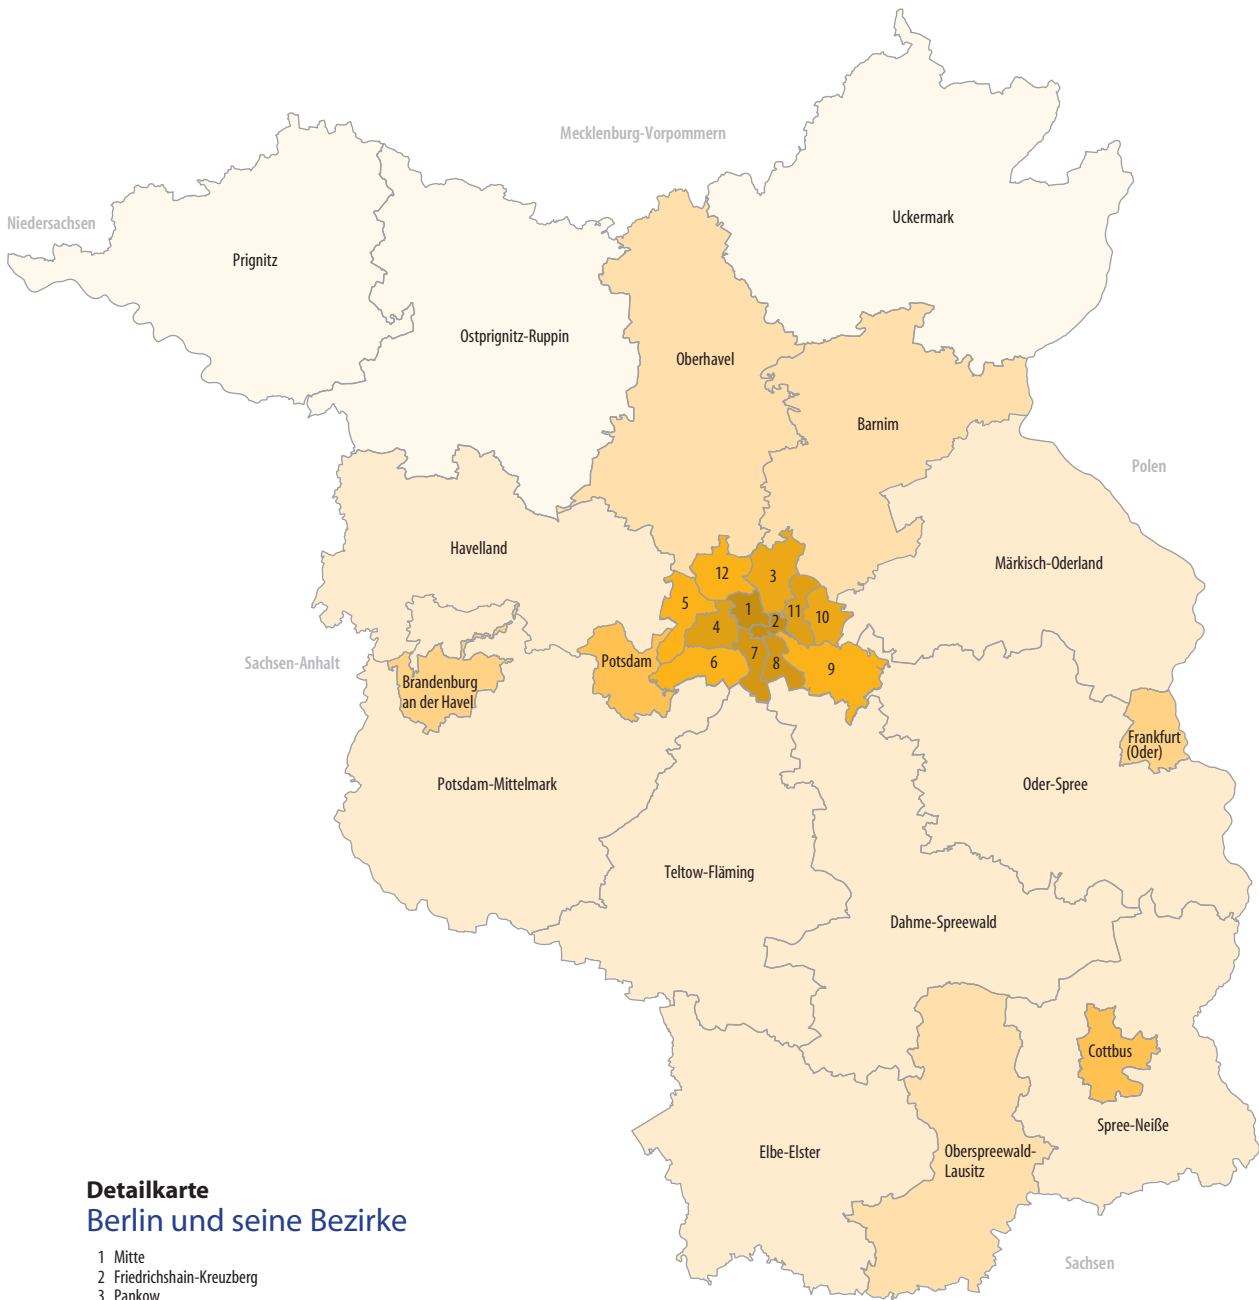 Mecklenburg-Vorpommern
Niedersachsen
Uckermark
Prignitz
Ostprignitz-Ruppin
Oberhavel
Barnim
Polen
Havelland
Märkisch-Oderland
12
3
5
1
11
10
2
4
7
6
8
9
Sachsen-Anhalt
Potsdam
Brandenburg
an der Havel
Frankfurt
(Oder)
Potsdam-Mittelmark
Oder-Spree
Teltow-Fläming
Dahme-Spreewald
Cottbus
Spree-Neiße
Elbe-Elster
Oberspreewald-
Lausitz
Sachsen
Detailkarte
Berlin und seine Bezirke
1 Mitte
2 Friedrichshain-Kreuzberg
3 Pankow